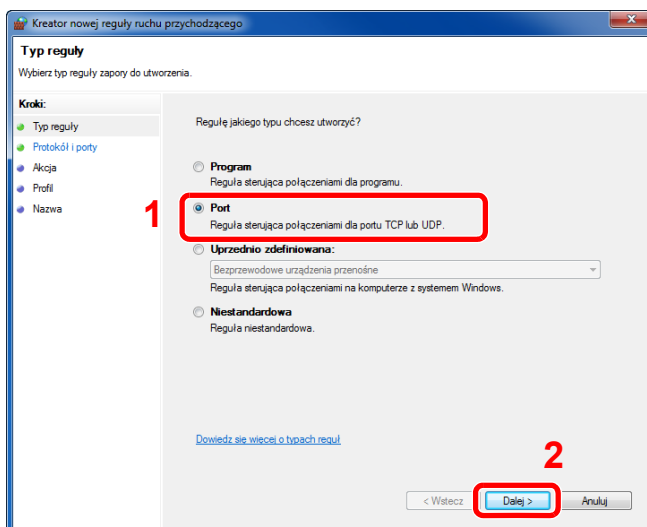 Kreator nowej reguły ruchu przychodzącego
Typ reguły
Wybierz typ reguły zapory do utworzenia.
Kroki:
Typ reguły
Protokół i porty
Akcja
Profil
Nazwa
Regułę jakiego typu chcesz utworzyć?
Program
Reguła sterująca połączeniami dla programu.
1
Port
Reguła sterująca połączeniami dla portu TCP lub UDP.
Uprzednio zdefiniowana:
Bezprzewodowe urządzenia przenośne
Reguła sterująca połączeniami na komputerze z systemem Windows.
Niestandardowa
Reguła niestandardowa.
Dowiedz się więcej o typach reguł
2
< Wstecz
Dalej >
Anuluj